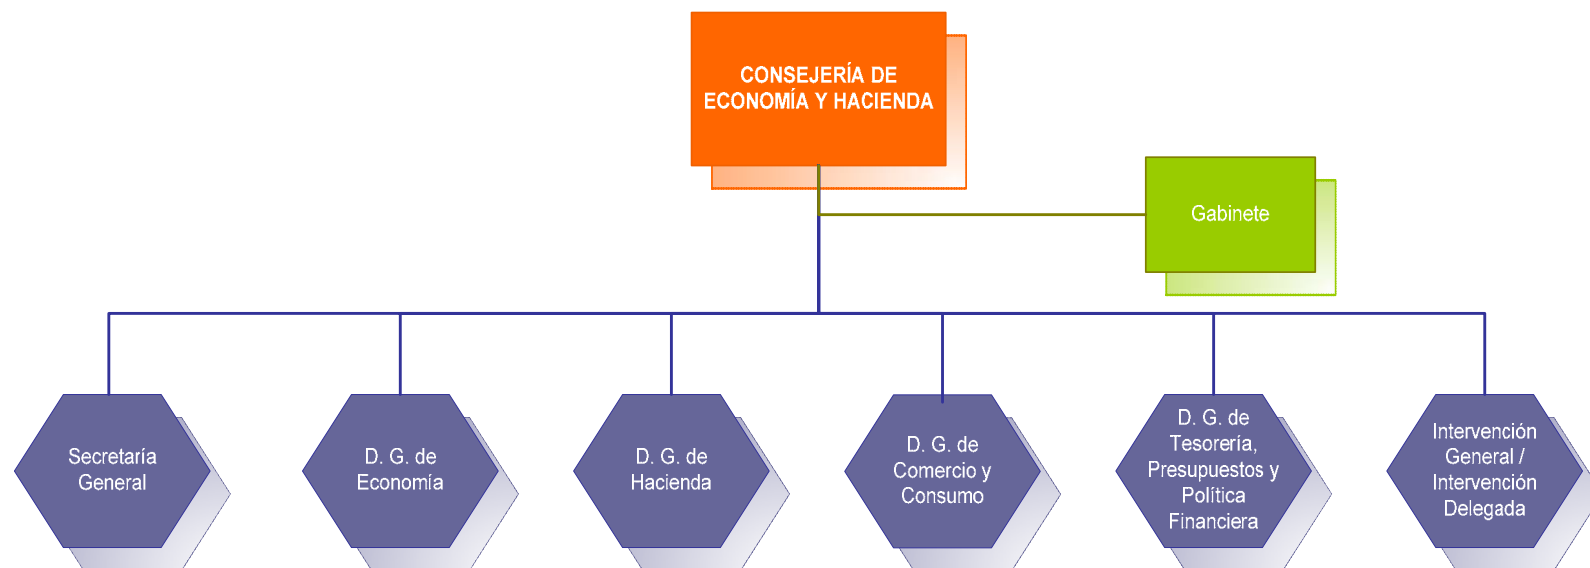 CONSEJERÍA DE
ECONOMÍA Y HACIENDA
Gabinete
Secretaría
General
D. G. de
Economía
D. G. de
Hacienda
D. G. de
Comercio y
Consumo
D. G. de
Tesorería,
Presupuestos y
Política
Financiera
Intervención
General /
Intervención
Delegada